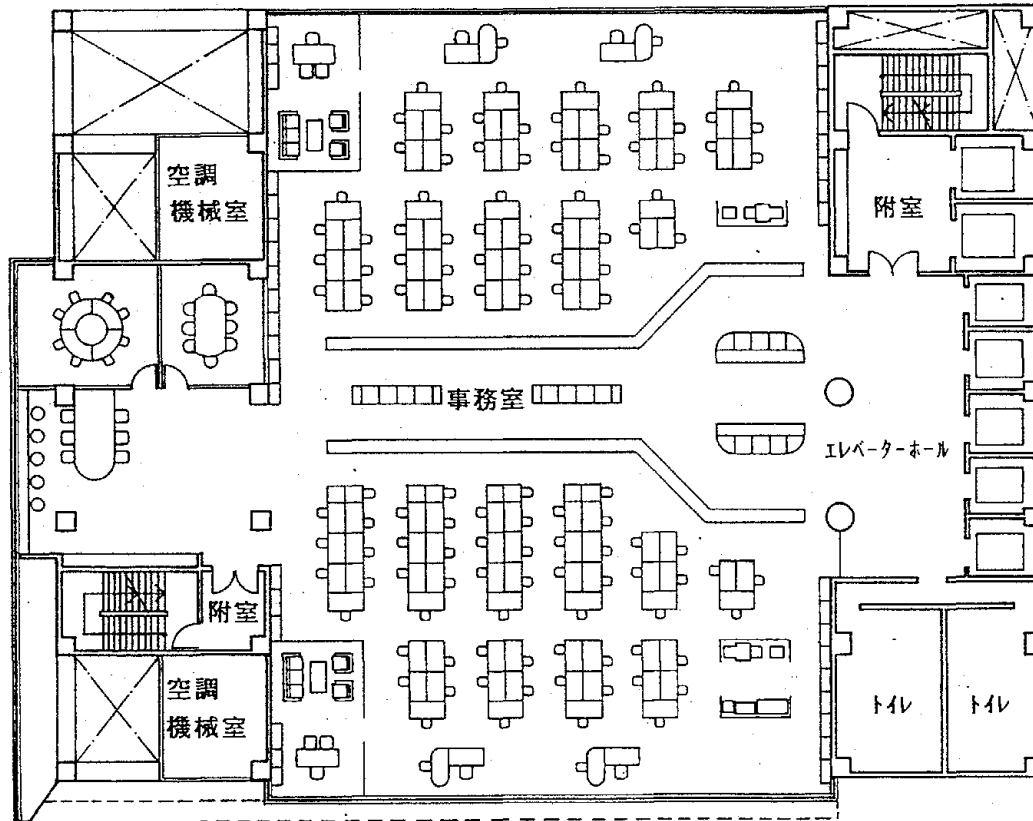 空調
機械室
附室
事務室
エレベーターホール
附室
空調
機械室
トイレ
トイレ